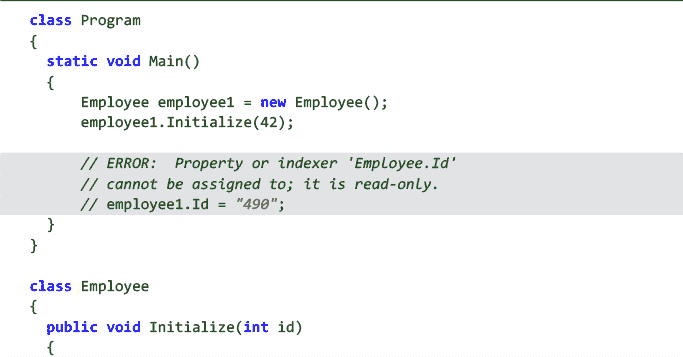 class Program
{
static void Main()
{
Employee employee1 = new Employee();
employee1.Initialize(42);
// ERROR:  Property or indexer 'Employee.Id'
// cannot be assigned to; it is read-only.
// employee1.Id = "490";
}
}
class Employee
{
public void Initialize(int id)
{